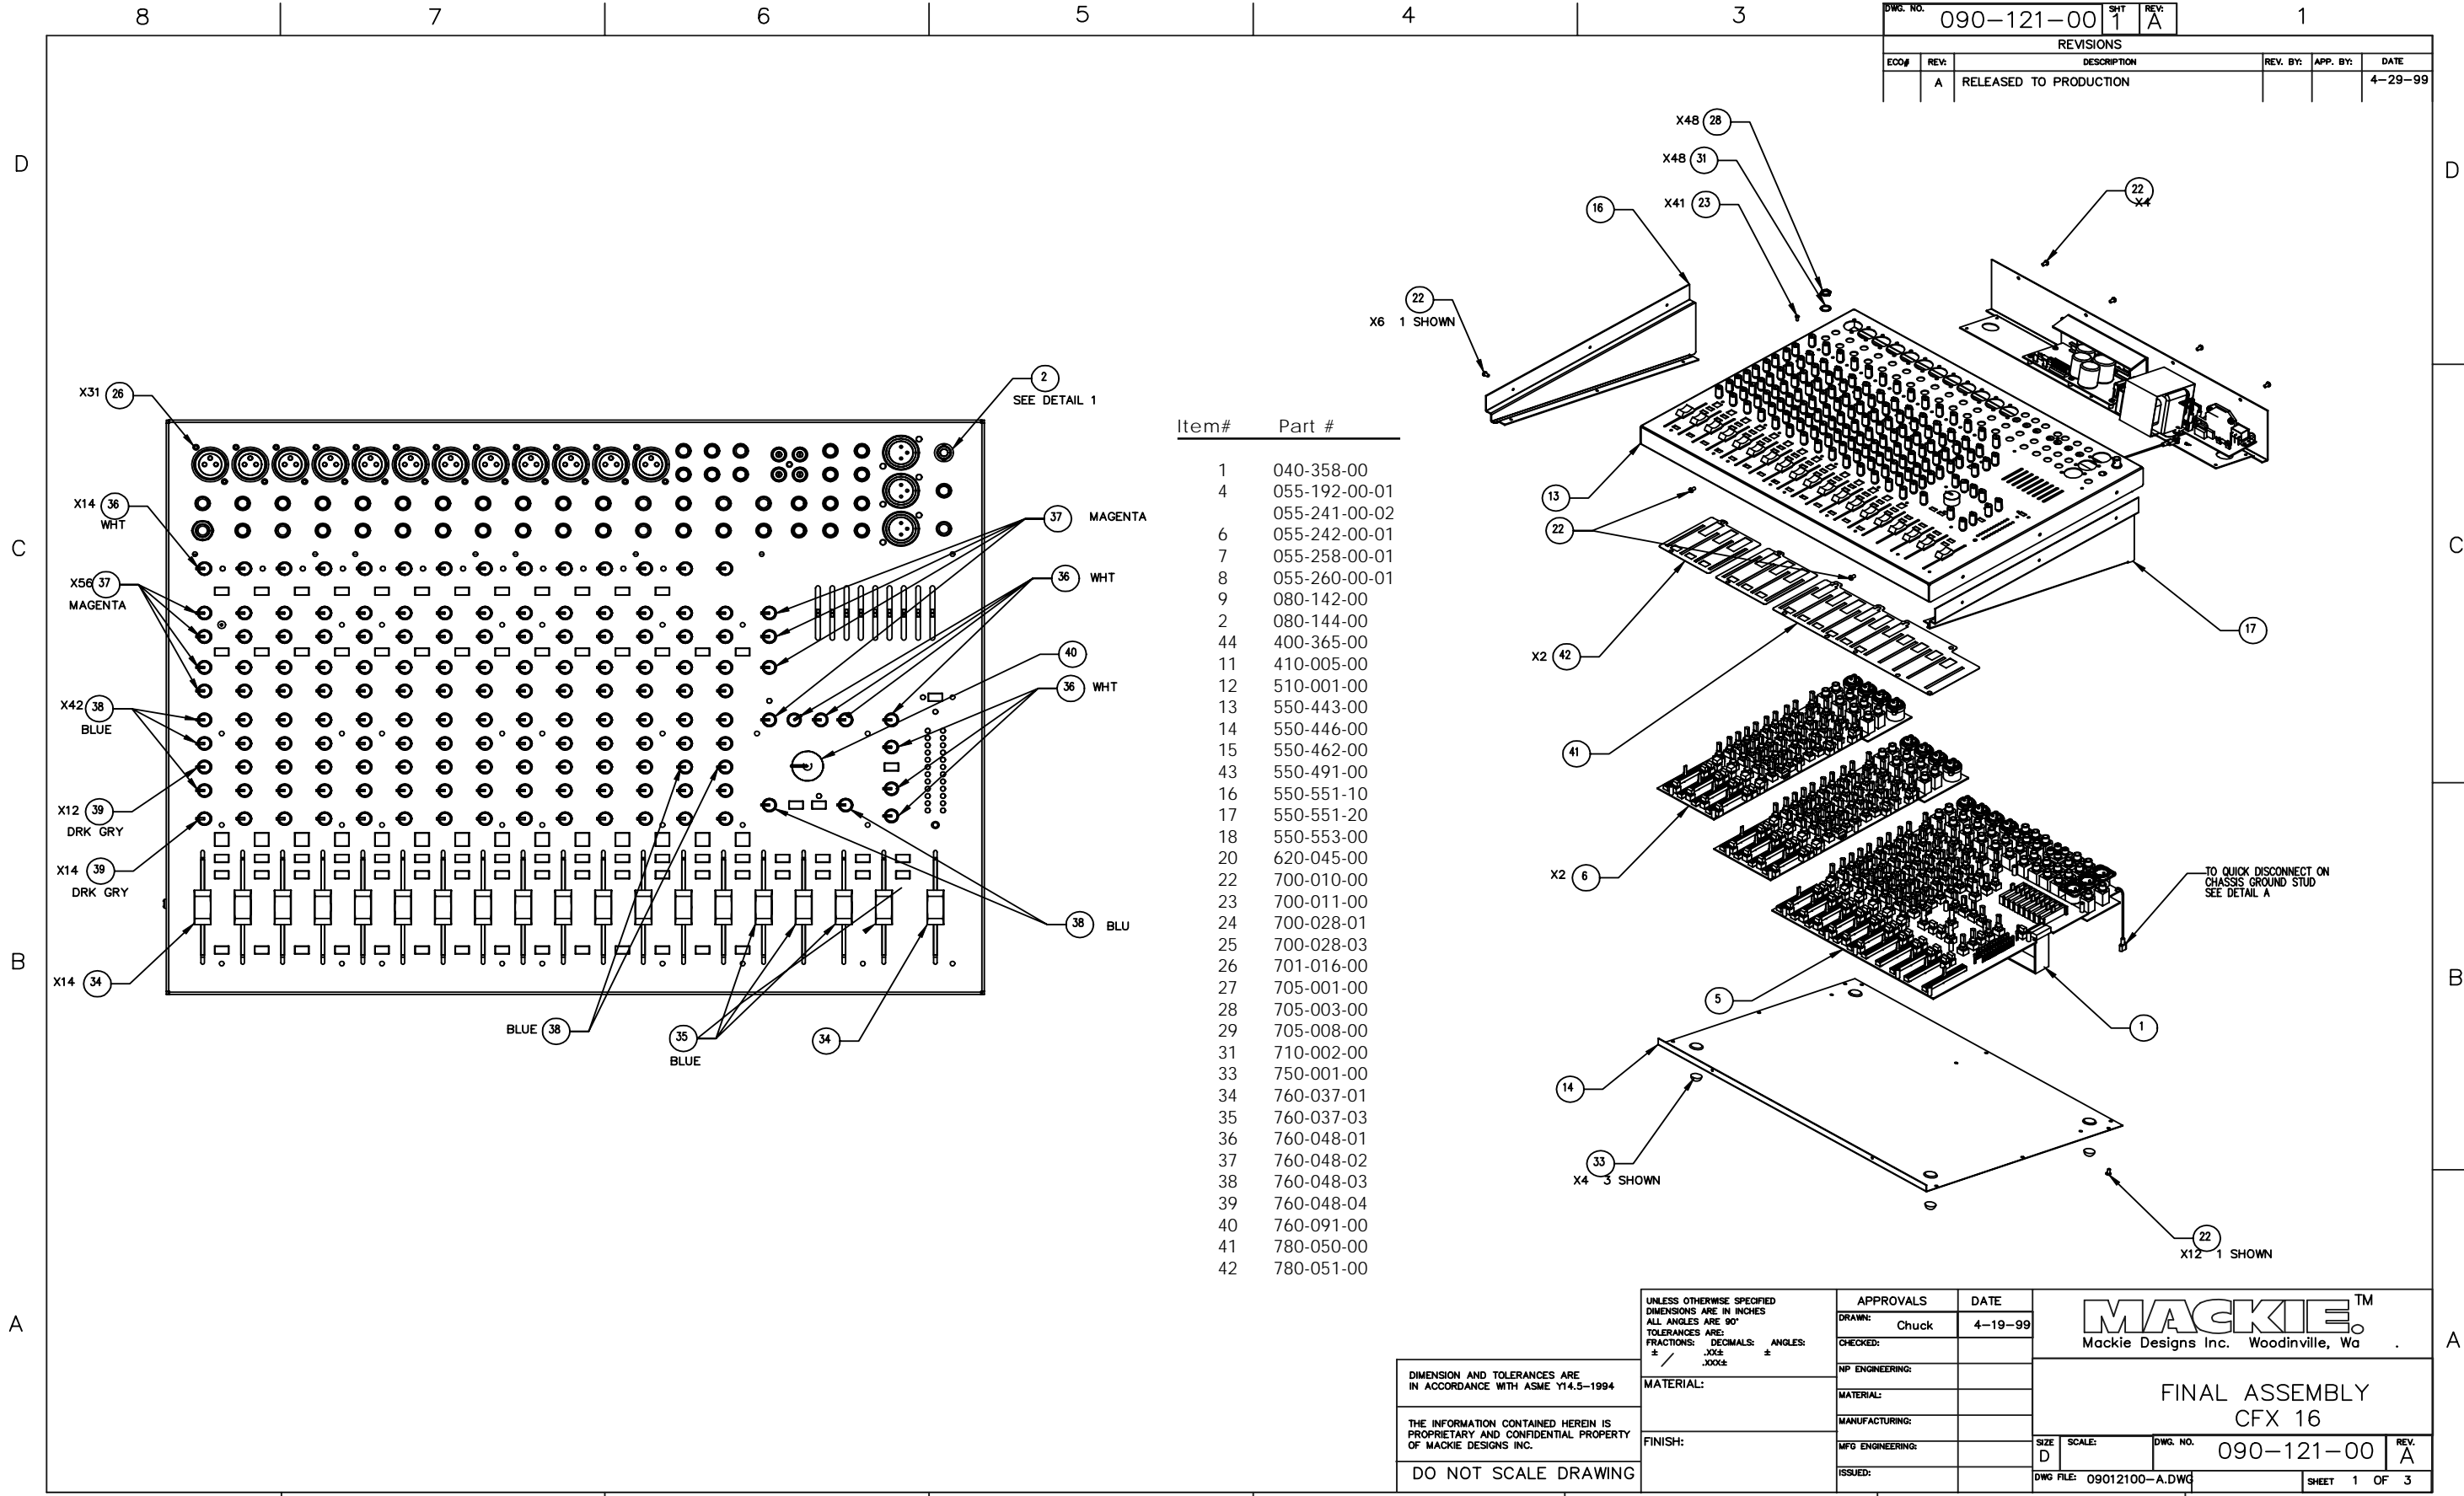 8 7 6 5 4 3 1
DWG. NO. 090-121-00 SHT 1 REV: A
REVISIONS
ECO# REV: DESCRIPTION REV. BY: APP. BY: DATE
A RELEASED TO PRODUCTION 4-29-99
D D
C C
B B
A A
X31 26
2
SEE DETAIL 1
X14 36
WHT
37 MAGENTA
X56 37
MAGENTA
36 WHT
40
36 WHT
X42 38
BLUE
X12 39
DRK GRY
X14 39
DRK GRY
38 BLU
X14 34
BLUE 38
35
BLUE
34
Item# Part #
1 040-358-00
4 055-192-00-01
055-241-00-02
6 055-242-00-01
7 055-258-00-01
8 055-260-00-01
9 080-142-00
2 080-144-00
44 400-365-00
11 410-005-00
12 510-001-00
13 550-443-00
14 550-446-00
15 550-462-00
43 550-491-00
16 550-551-10
17 550-551-20
18 550-553-00
20 620-045-00
22 700-010-00
23 700-011-00
24 700-028-01
25 700-028-03
26 701-016-00
27 705-001-00
28 705-003-00
29 705-008-00
31 710-002-00
33 750-001-00
34 760-037-01
35 760-037-03
36 760-048-01
37 760-048-02
38 760-048-03
39 760-048-04
40 760-091-00
41 780-050-00
42 780-051-00
X48 28
X48 31
X41 23
16
22
X4
22
X6 1 SHOWN
13
22
17
X2 42
41
X2 6
TO QUICK DISCONNECT ON
CHASSIS GROUND STUD
SEE DETAIL A
5
1
14
33
X4 3 SHOWN
22
X12 1 SHOWN
DIMENSION AND TOLERANCES ARE
IN ACCORDANCE WITH ASME Y14.5-1994
THE INFORMATION CONTAINED HEREIN IS
PROPRIETARY AND CONFIDENTIAL PROPERTY
OF MACKIE DESIGNS INC.
DO NOT SCALE DRAWING
UNLESS OTHERWISE SPECIFIED
DIMENSIONS ARE IN INCHES
ALL ANGLES ARE 90°
TOLERANCES ARE:
FRACTIONS: DECIMALS: ANGLES:
± / .XX± ±
.XXX±
MATERIAL:
FINISH:
APPROVALS DATE
DRAWN: Chuck 4-19-99
CHECKED:
NP ENGINEERING:
MATERIAL:
MANUFACTURING:
MFG ENGINEERING:
ISSUED:
MACKIE. TM
Mackie Designs Inc. Woodinville, Wa .
FINAL ASSEMBLY
CFX 16
SIZE D SCALE: DWG. NO. 090-121-00 REV. A
DWG FILE: 09012100-A.DWG SHEET 1 OF 3